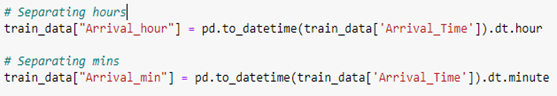 # Separating hours
train_data["Arrival_hour"] = pd.to_datetime(train_data['Arrival_Time']).dt.hour
# Separating mins
train_data["Arrival_min"] = pd.to_datetime(train_data['Arrival_Time']).dt.minute